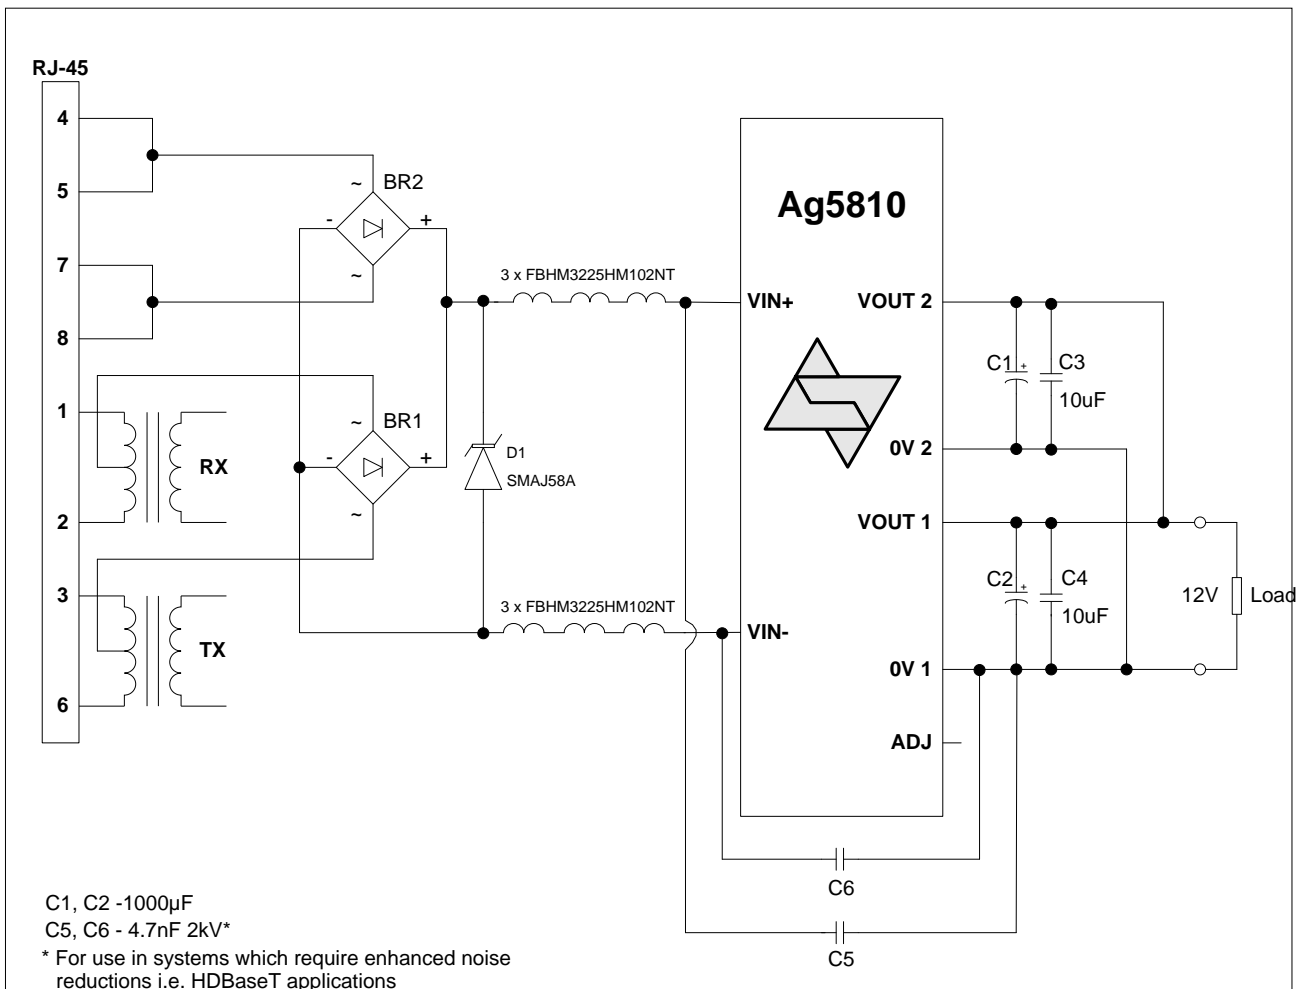 RJ-45
4
5
7
8
1
2
3
6
RX
TX
~
BR2
-
+
~
~
BR1
-
+
~
3 x FBHM3225HM102NT
D1
SMAJ58A
3 x FBHM3225HM102NT
Ag5810
VIN+
VOUT 2
0V 2
VOUT 1
VIN-
0V 1
ADJ
C1
+
C3
10uF
C2
+
C4
10uF
12V
Load
C6
C5
C1, C2 -1000µF
C5, C6 - 4.7nF 2kV*
* For use in systems which require enhanced noise
reductions i.e. HDBaseT applications